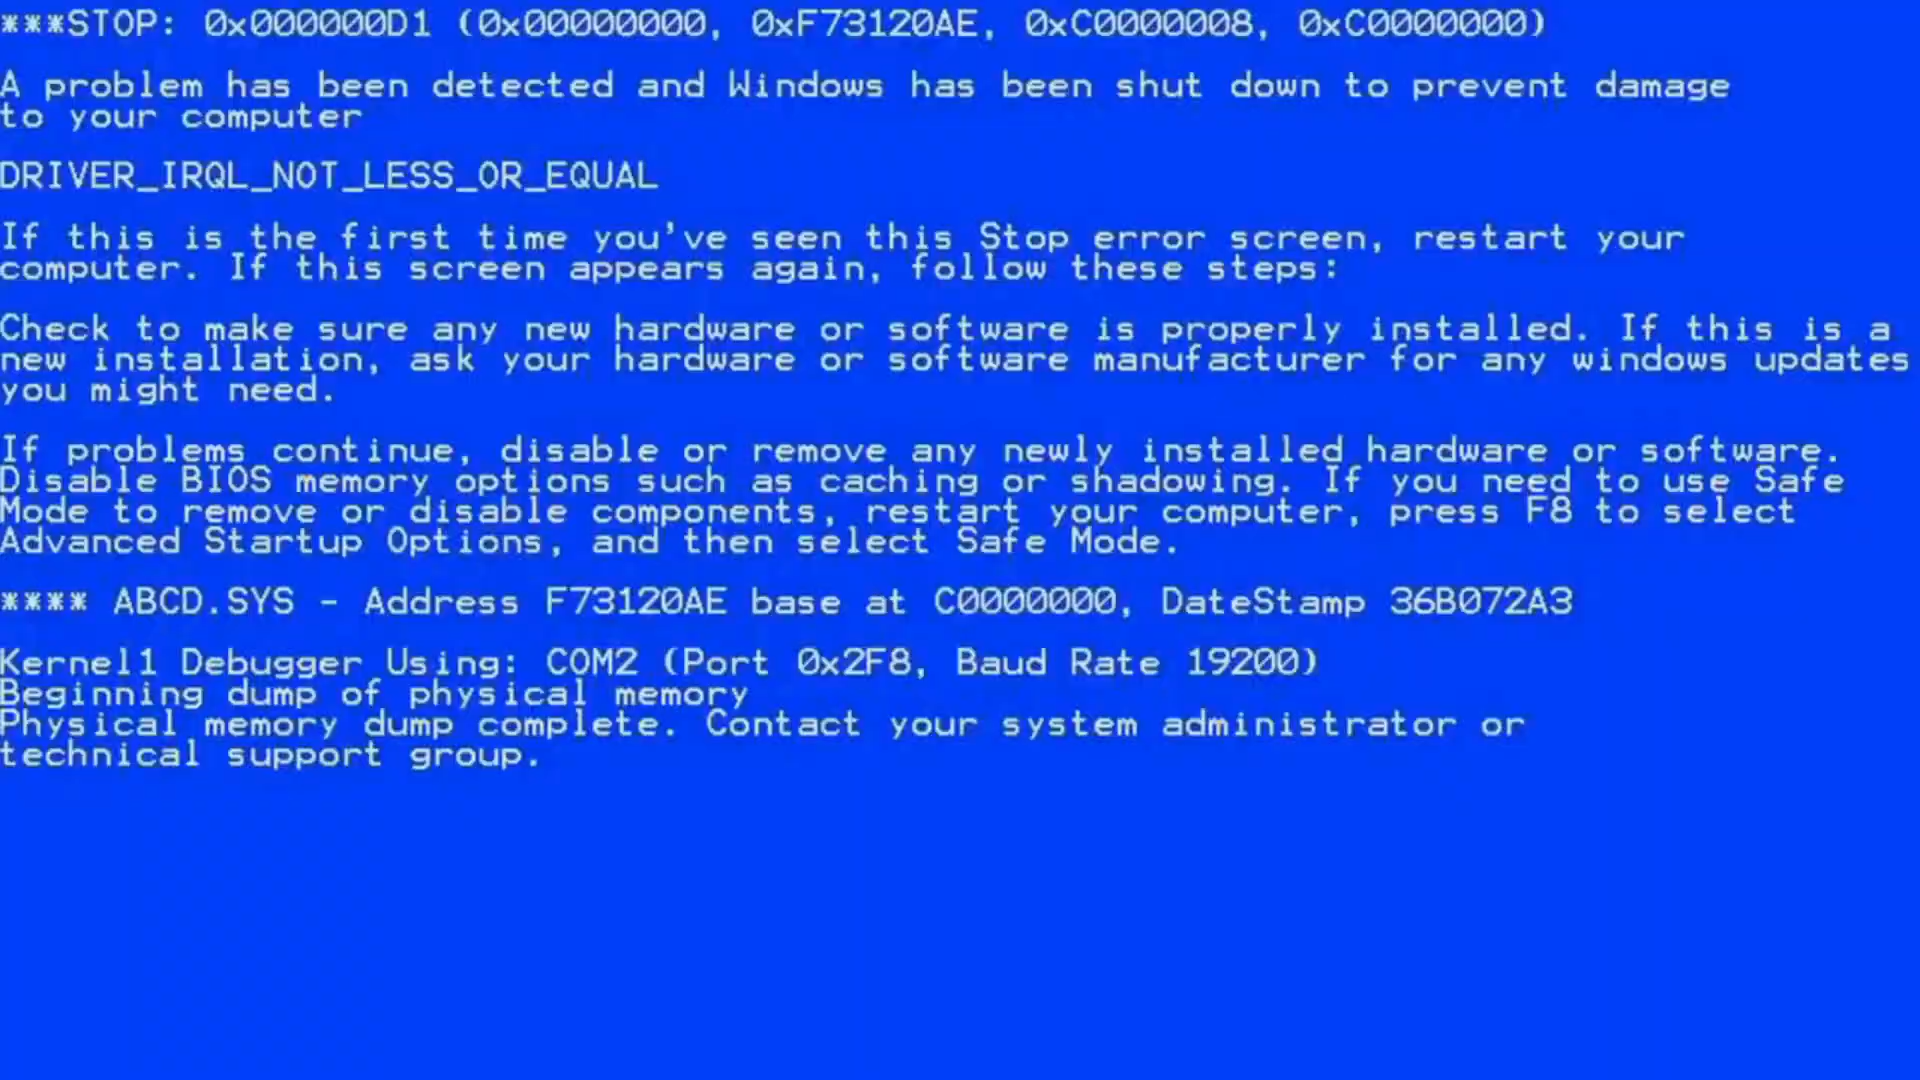 ***STOP: 0x000000D1 (0x00000000, 0xF73120AE, 0xC0000008, 0xC0000000)
A problem has been detected and Windows has been shut down to prevent damage
to your computer
DRIVER_IRQL_NOT_LESS_OR_EQUAL
If this is the first time you've seen this Stop error screen, restart your
computer. If this screen appears again, follow these steps:
Check to make sure any new hardware or software is properly installed. If this is a
new installation, ask your hardware or software manufacturer for any windows updates
you might need.
If problems continue, disable or remove any newly installed hardware or software.
Disable BIOS memory options such as caching or shadowing. If you need to use Safe
Mode to remove or disable components, restart your computer, press F8 to select
Advanced Startup Options, and then select Safe Mode.
**** ABCD.SYS - Address F73120AE base at C0000000, DateStamp 36B072A3
Kernel1 Debugger Using: COM2 (Port 0x2F8, Baud Rate 19200)
Beginning dump of physical memory
Physical memory dump complete. Contact your system administrator or
technical support group.